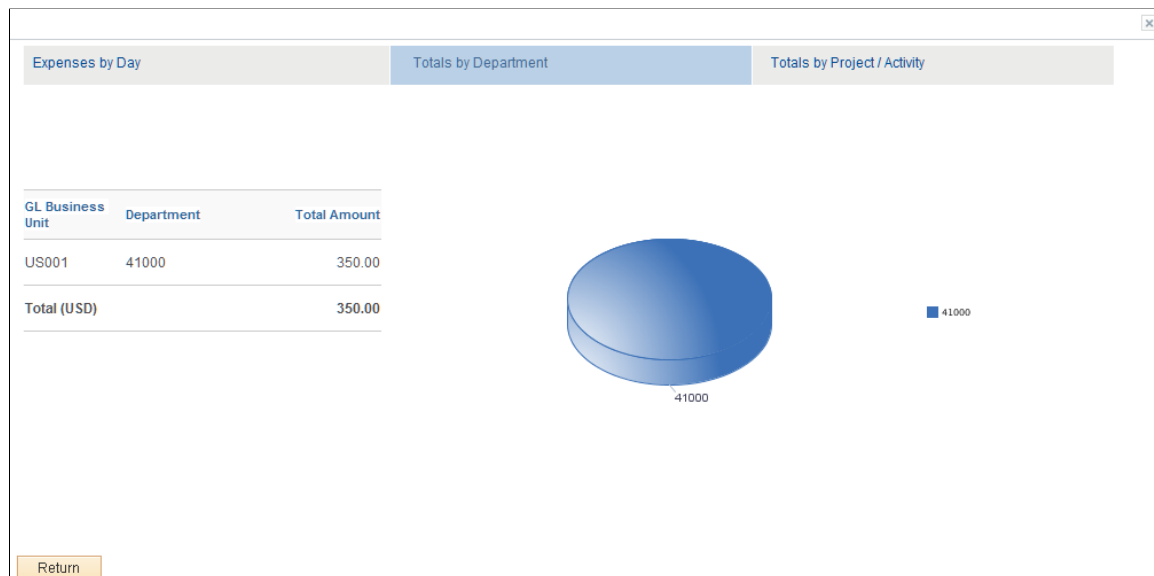 Expenses by Day
Totals by Department
Totals by Project / Activity
GL Business Unit
Department
Total Amount
US001 41000 350.00
Total (USD) 350.00
41000
41000
Return